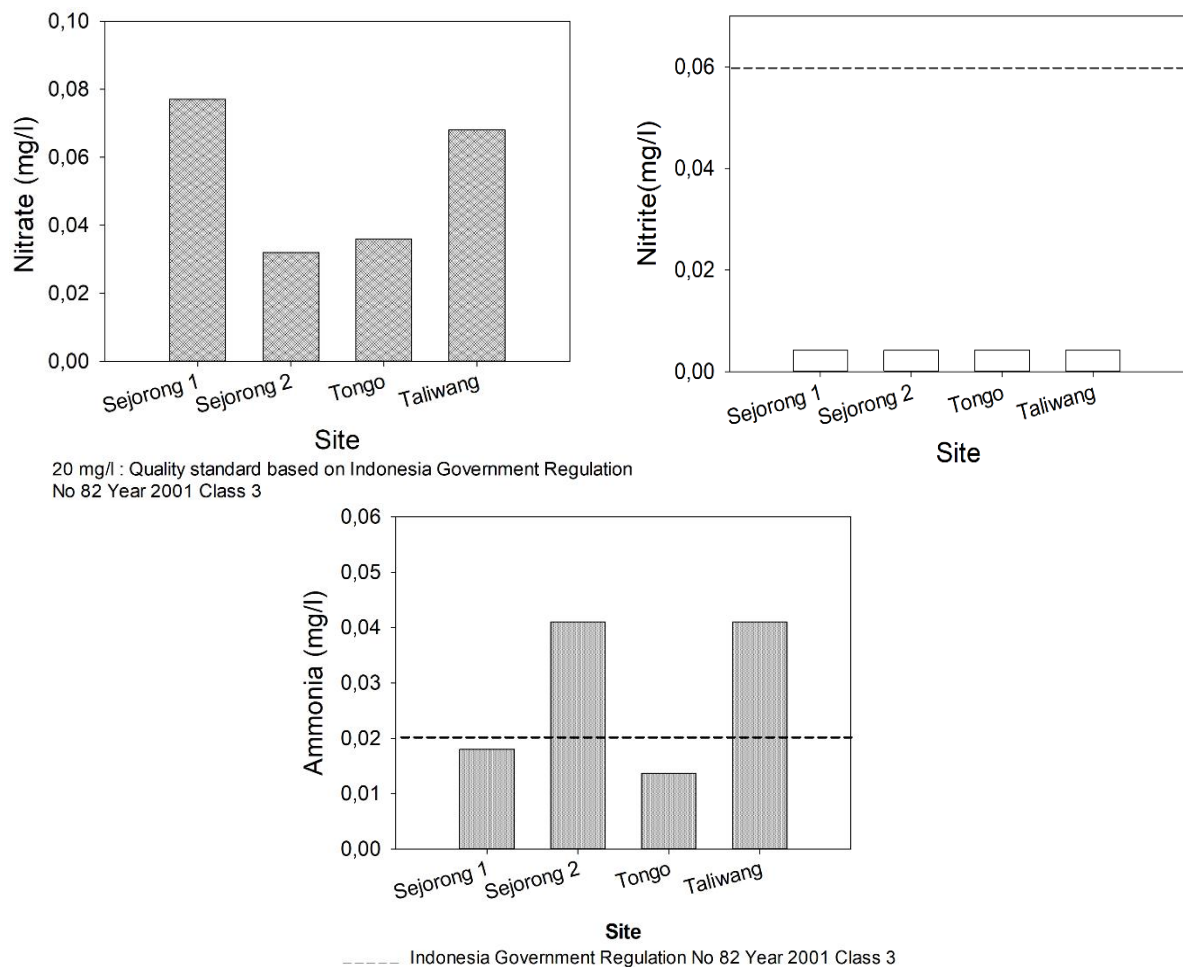 0,10
0,08
0,06
0,04
0,02
0,00
Nitrate (mg/l)
Sejorong 1
Sejorong 2
Tongo
Taliwang
Site
20 mg/l : Quality standard based on Indonesia Government Regulation
No 82 Year 2001 Class 3
0,06
0,04
0,02
0,00
Nitrite(mg/l)
Sejorong 1
Sejorong 2
Tongo
Taliwang
Site
0,06
0,05
0,04
0,03
0,02
0,01
0,00
Ammonia (mg/l)
Sejorong 1
Sejorong 2
Tongo
Taliwang
Site
Indonesia Government Regulation No 82 Year 2001 Class 3